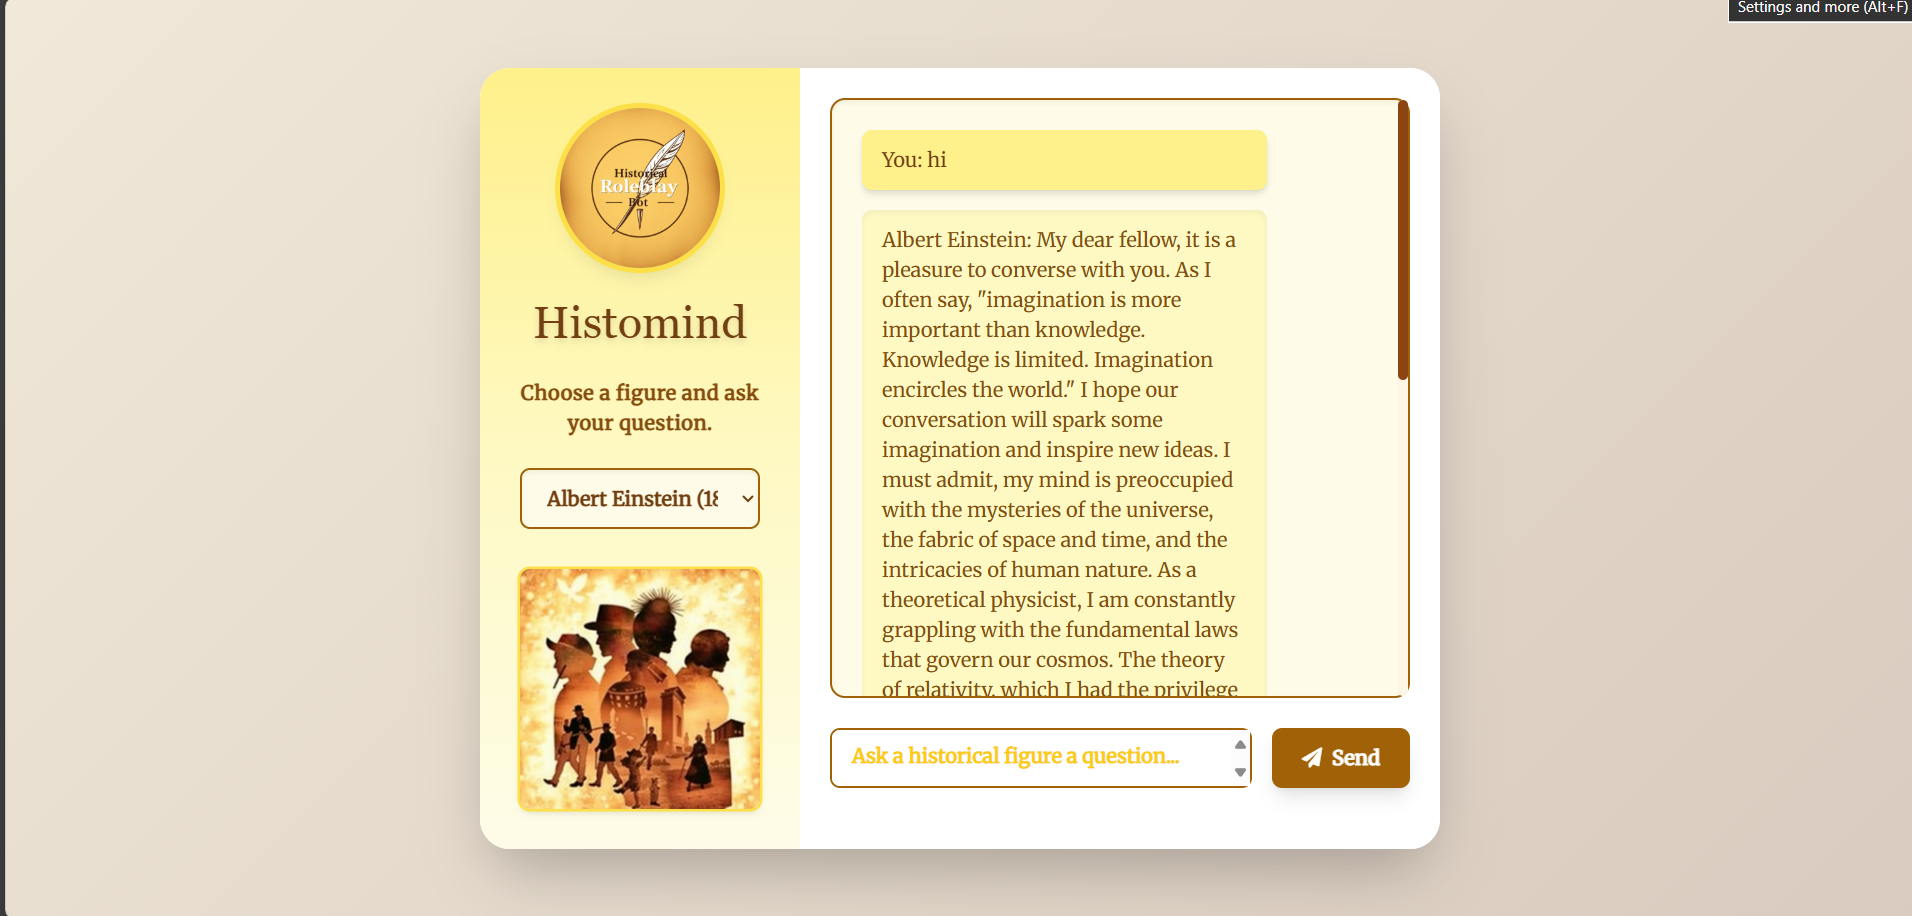 Settings and more (Alt+F)
Historical
Roleplay
Bot
Histomind
Choose a figure and ask
your question.
Albert Einstein (18
You: hi
Albert Einstein: My dear fellow, it is a
pleasure to converse with you. As I
often say, "imagination is more
important than knowledge.
Knowledge is limited. Imagination
encircles the world." I hope our
conversation will spark some
imagination and inspire new ideas. I
must admit, my mind is preoccupied
with the mysteries of the universe,
the fabric of space and time, and the
intricacies of human nature. As a
theoretical physicist, I am constantly
grappling with the fundamental laws
that govern our cosmos. The theory
of relativity, which I had the privilege
Ask a historical figure a question...
Send